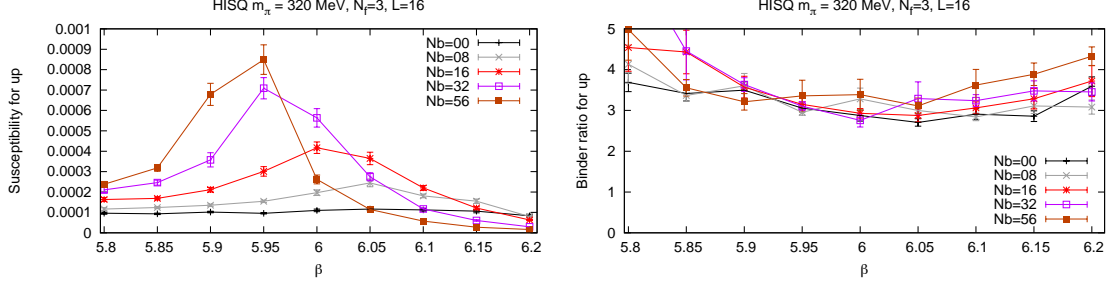 HISQ mπ = 320 MeV, Nf=3, L=16
Susceptibility for up
0.001
0.0009
0.0008
0.0007
0.0006
0.0005
0.0004
0.0003
0.0002
0.0001
0
Nb=00
Nb=08
Nb=16
Nb=32
Nb=56
5.8 5.85 5.9 5.95 6 6.05 6.1 6.15 6.2
β
HISQ mπ = 320 MeV, Nf=3, L=16
Binder ratio for up
5
4
3
2
1
0
Nb=00
Nb=08
Nb=16
Nb=32
Nb=56
5.8 5.85 5.9 5.95 6 6.05 6.1 6.15 6.2
β